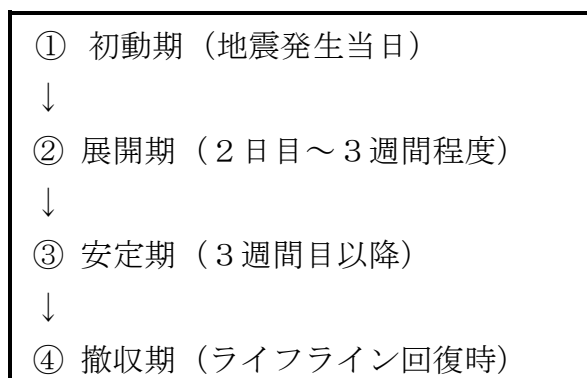 ① 初動期（地震発生当日）
↓
② 展開期（２日目～３週間程度）
↓
③ 安定期（３週間目以降）
↓
④ 撤収期（ライフライン回復時）